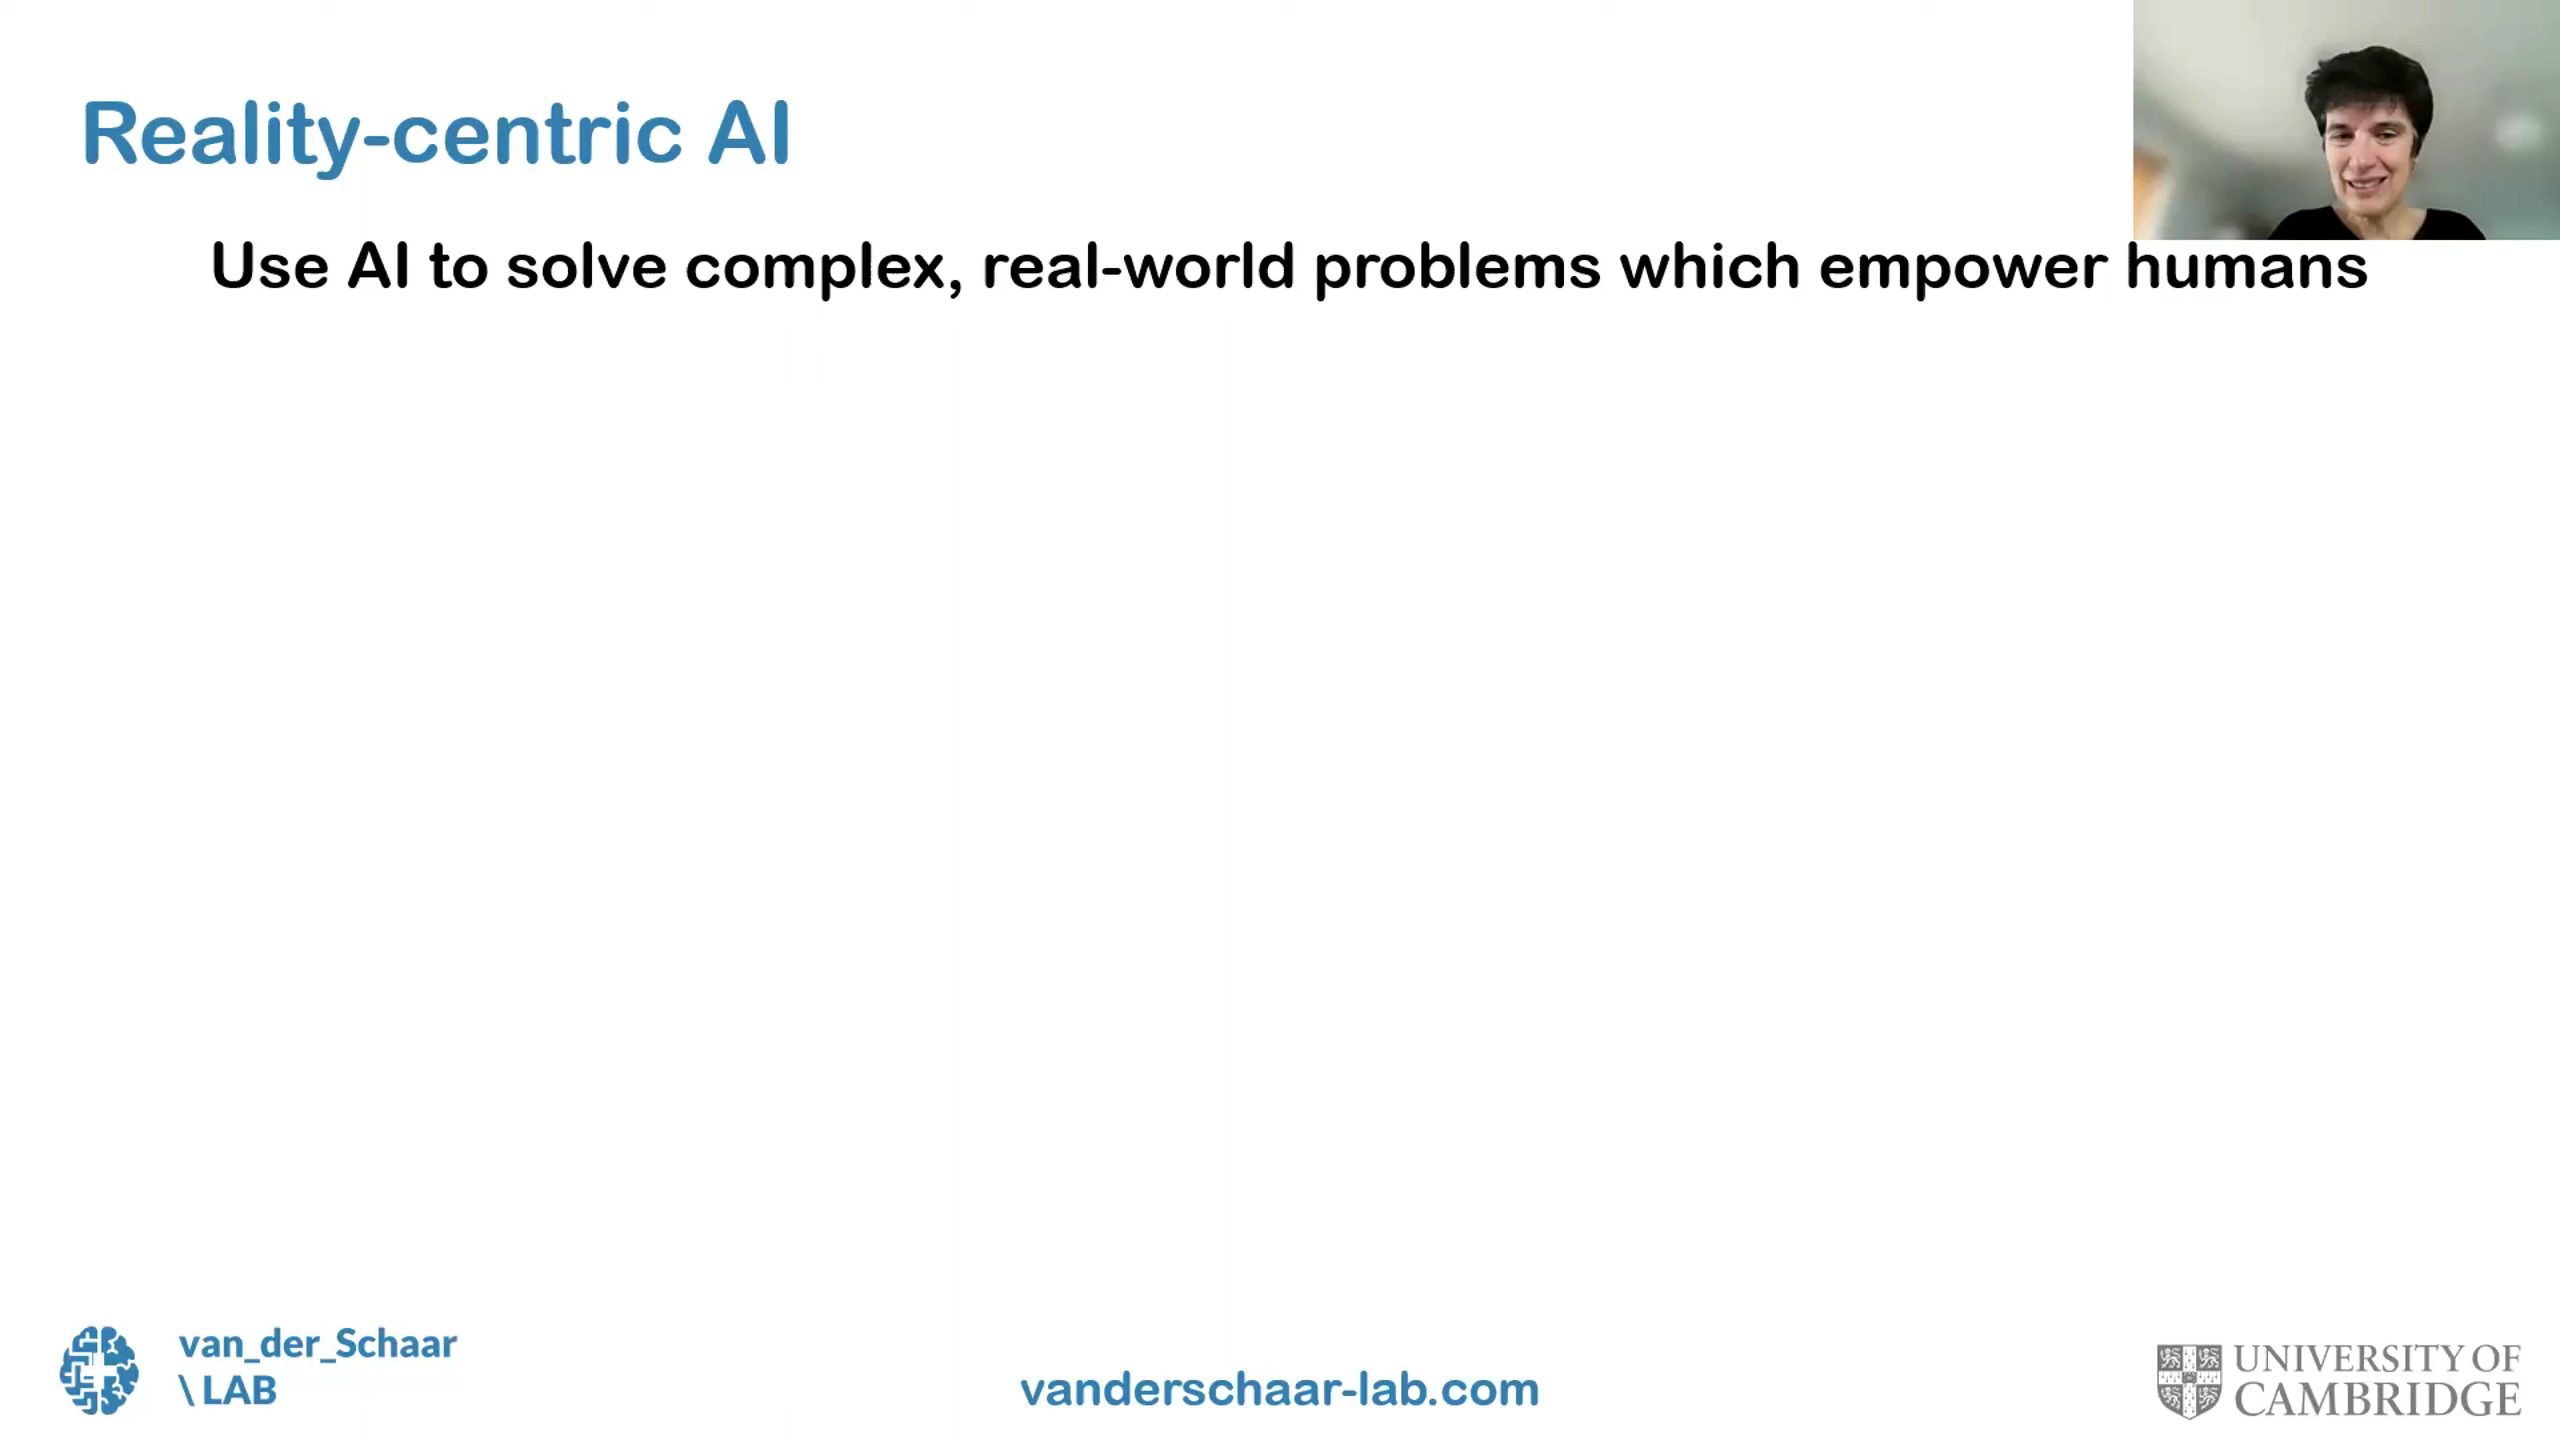 Reality-centric AI
Use AI to solve complex, real-world problems which empower humans
van_der_Schaar
\ LAB
vanderschaar-lab.com
UNIVERSITY OF
CAMBRIDGE